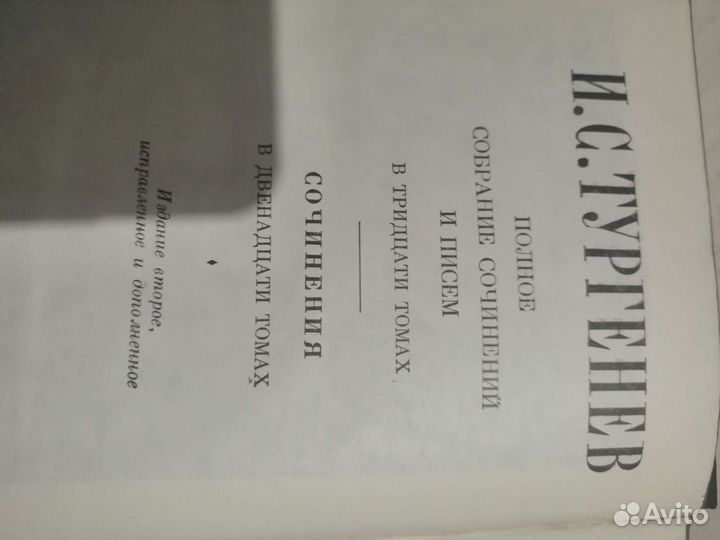 И.С.ТУРГЕНЕВ
ПОЛНОЕ
СОБРАНИЕ СОЧИНЕНИЙ
И ПИСЕМ
В ТРИДЦАТИ ТОМАХ
СОЧИНЕНИЯ
В ДВЕНАДЦАТИ ТОМАХ
Издание второе,
исправленное и дополненное
Avito